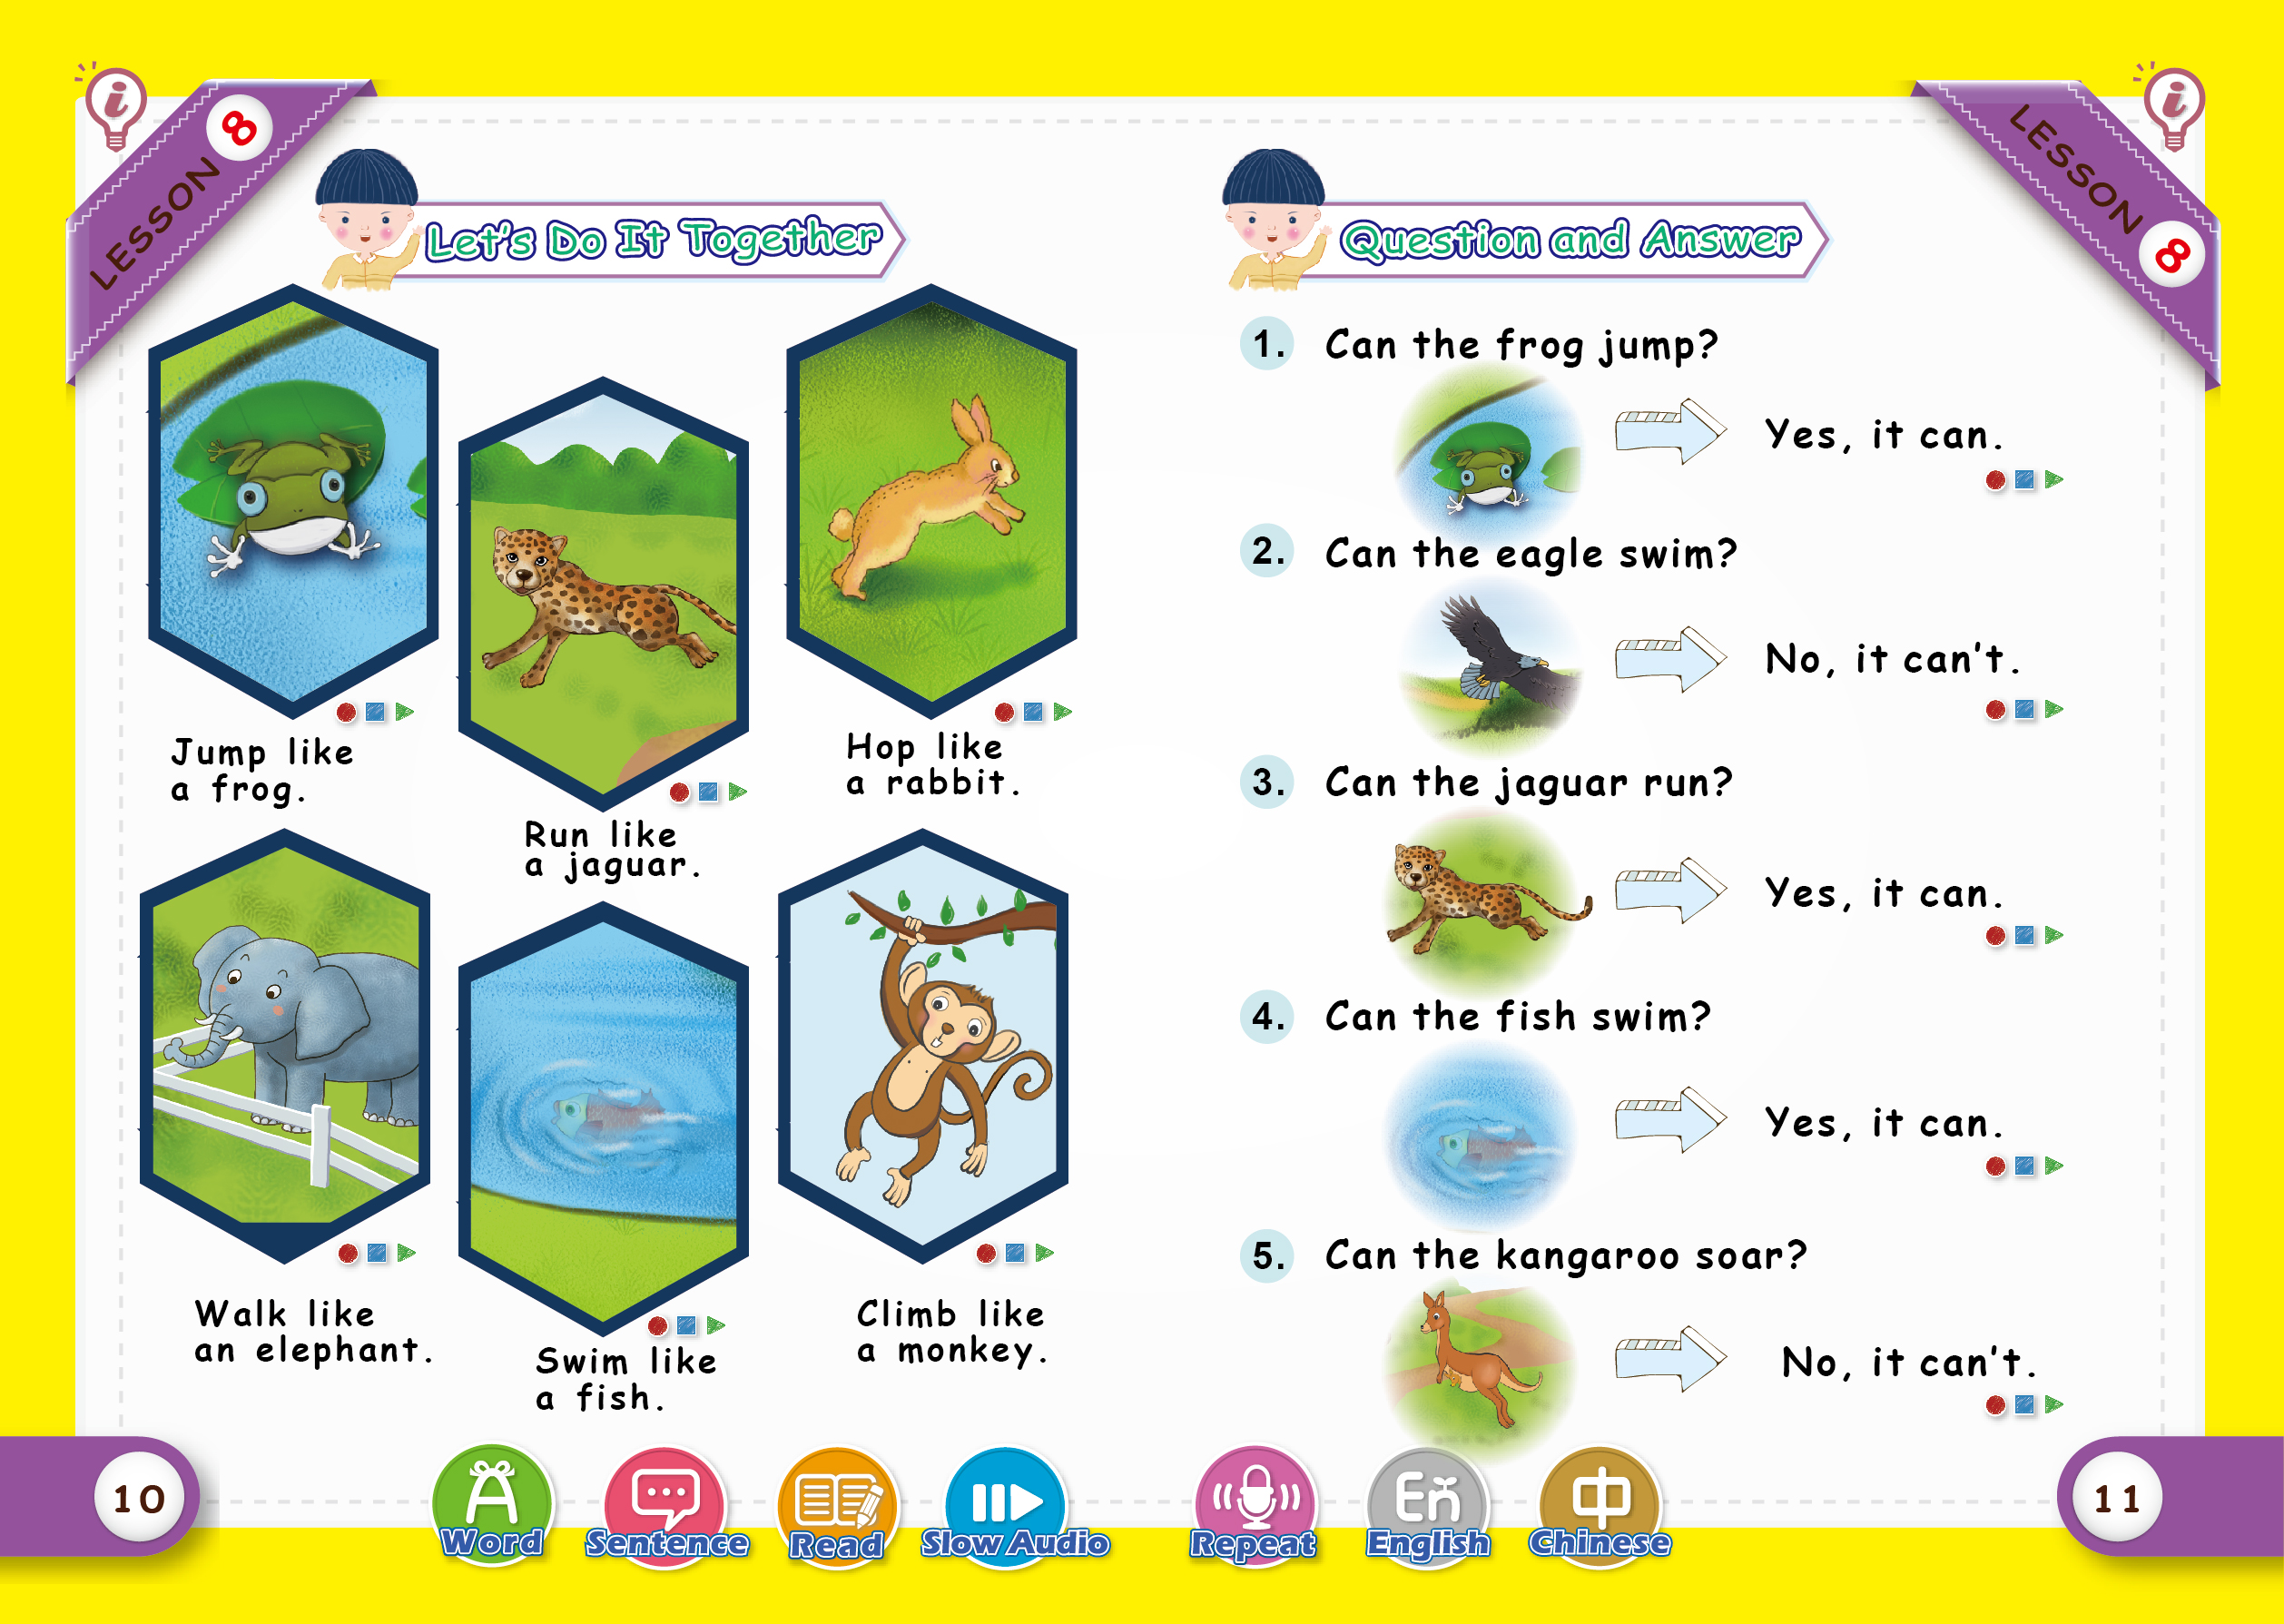 LESSON 8
Let's Do It Together
Jump like
a frog.
Run like
a jaguar.
Hop like
a rabbit.
Walk like
an elephant.
Swim like
a fish.
Climb like
a monkey.
10
Word
Sentence
Read
Slow Audio
LESSON 8
Question and Answer
1. Can the frog jump?
Yes, it can.
2. Can the eagle swim?
No, it can't.
3. Can the jaguar run?
Yes, it can.
4. Can the fish swim?
Yes, it can.
5. Can the kangaroo soar?
No, it can't.
Repeat
En
English
中
Chinese
11